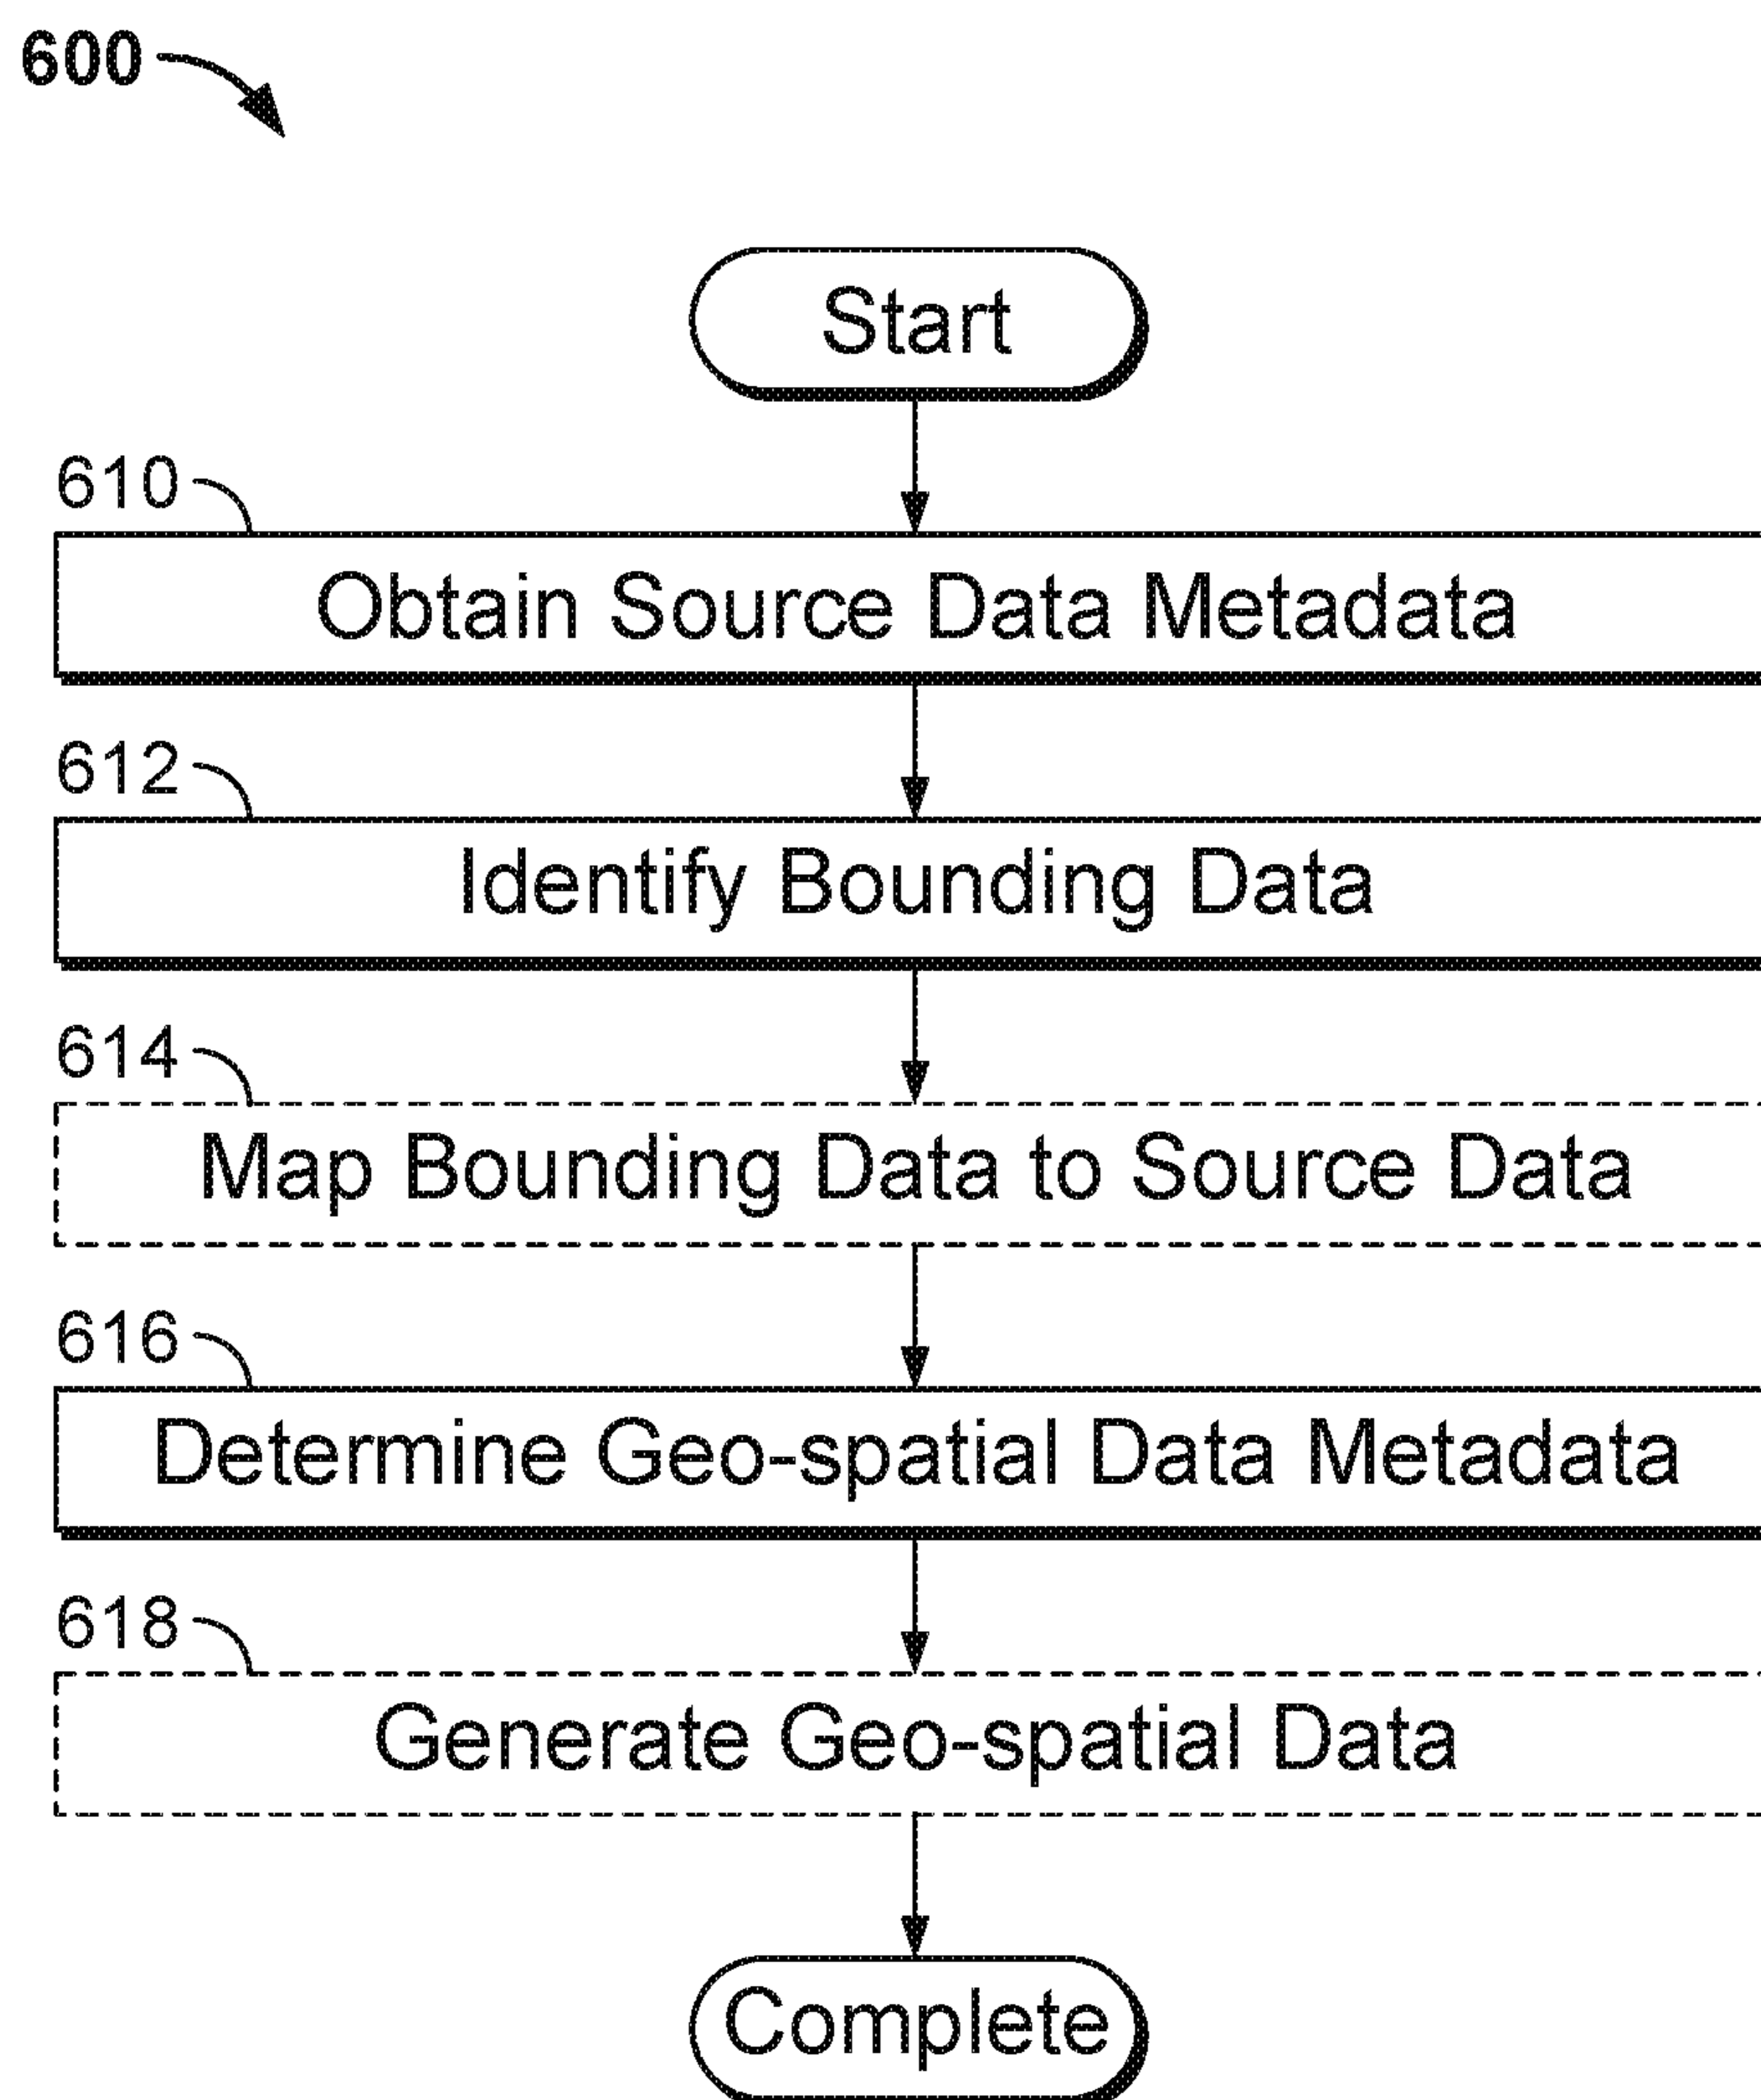 600
Start
610
Obtain Source Data Metadata
612
Identify Bounding Data
614
Map Bounding Data to Source Data
616
Determine Geo-spatial Data Metadata
618
Generate Geo-spatial Data
Complete